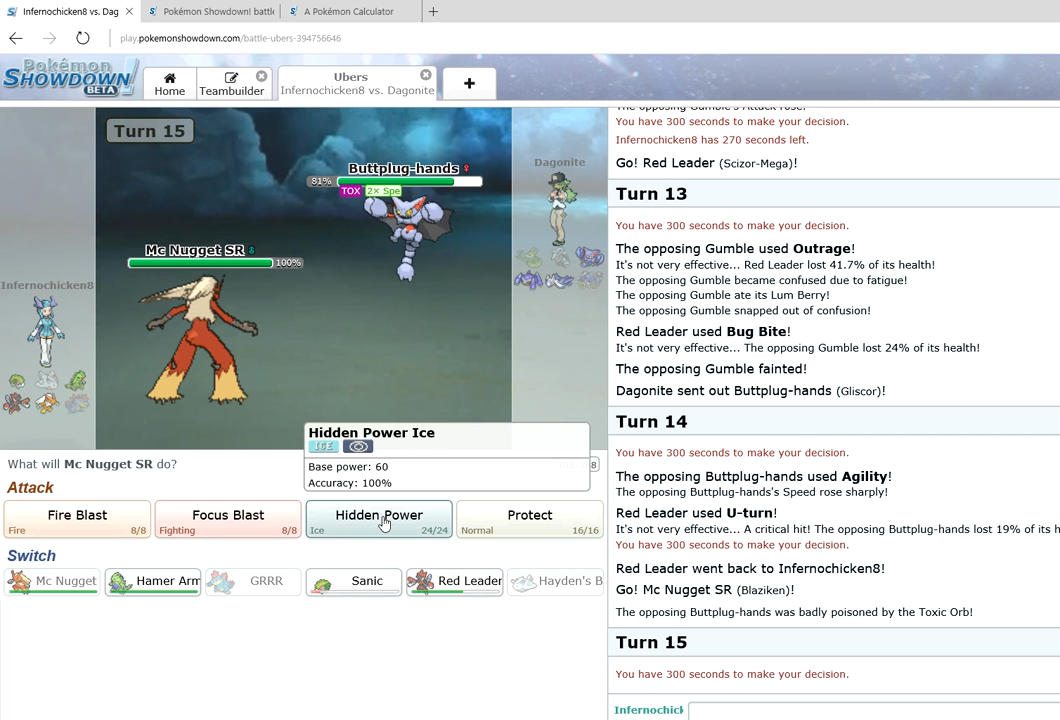 Infernochicken8 vs. Dag
Pokémon Showdown! battl
A Pokémon Calculator
play.pokemonshowdown.com/battle-ubers-394756646
Pokémon
SHOWDOWN!
BETA
Home
Teambuilder
Ubers
Infernochicken8 vs. Dagonite
Turn 15
Buttplug-hands
81%
TOX 2× Spe
Mc Nugget SR
100%
Infernochicken8
Dagonite
Hidden Power Ice
ICE
Base power: 60
Accuracy: 100%
What will Mc Nugget SR do?
Attack
Fire Blast
Fire 8/8
Focus Blast
Fighting 8/8
Hidden Power
Ice 24/24
Protect
Normal 16/16
Switch
Mc Nugget
Hamer Arm
GRRR
Sanic
Red Leader
Hayden's B
The opposing Gumble's Attack rose!
You have 300 seconds to make your decision.
Infernochicken8 has 270 seconds left.
Go! Red Leader (Scizor-Mega)!
Turn 13
You have 300 seconds to make your decision.
The opposing Gumble used Outrage!
It's not very effective... Red Leader lost 41.7% of its health!
The opposing Gumble became confused due to fatigue!
The opposing Gumble ate its Lum Berry!
The opposing Gumble snapped out of confusion!
Red Leader used Bug Bite!
It's not very effective... The opposing Gumble lost 24% of its health!
The opposing Gumble fainted!
Dagonite sent out Buttplug-hands (Gliscor)!
Turn 14
You have 300 seconds to make your decision.
The opposing Buttplug-hands used Agility!
The opposing Buttplug-hands's Speed rose sharply!
Red Leader used U-turn!
It's not very effective... A critical hit! The opposing Buttplug-hands lost 19% of its h
You have 300 seconds to make your decision.
Red Leader went back to Infernochicken8!
Go! Mc Nugget SR (Blaziken)!
The opposing Buttplug-hands was badly poisoned by the Toxic Orb!
Turn 15
You have 300 seconds to make your decision.
Infernochick